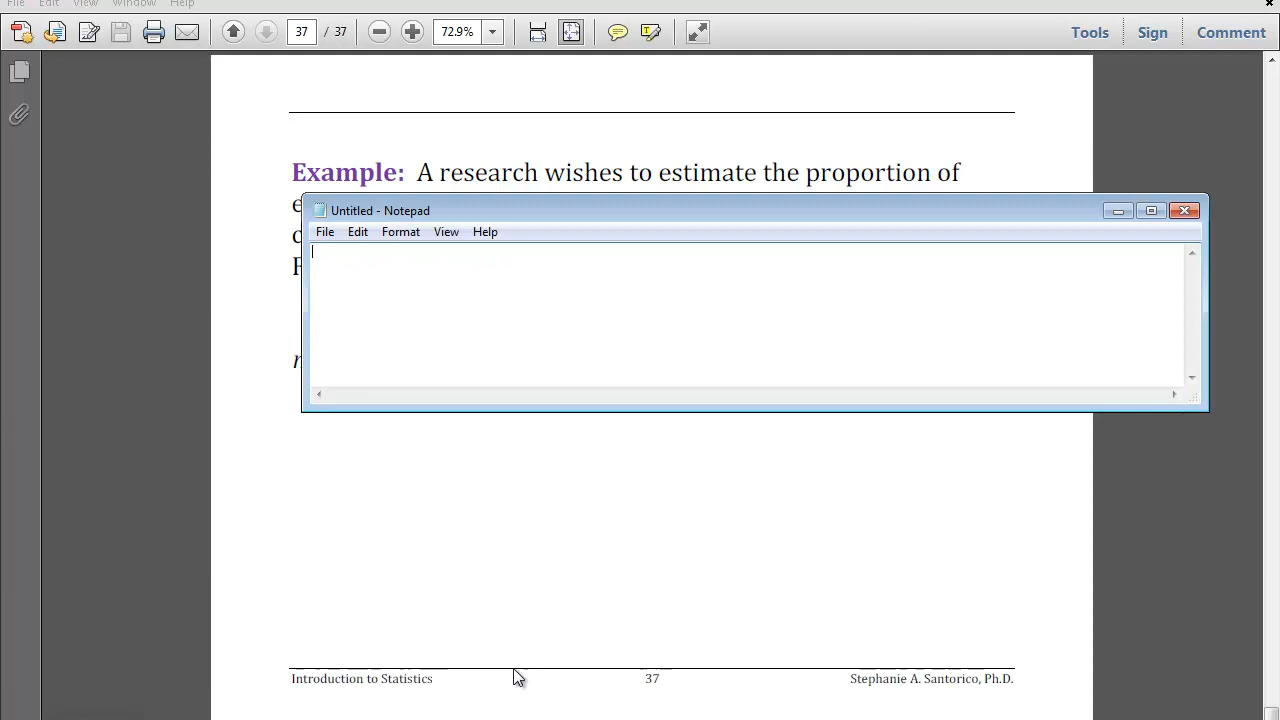 File Edit View Window Help
37 / 37 72.9% Tools Sign Comment
Example: A research wishes to estimate the proportion of
Untitled - Notepad
File Edit Format View Help
Introduction to Statistics 37 Stephanie A. Santorico, Ph.D.